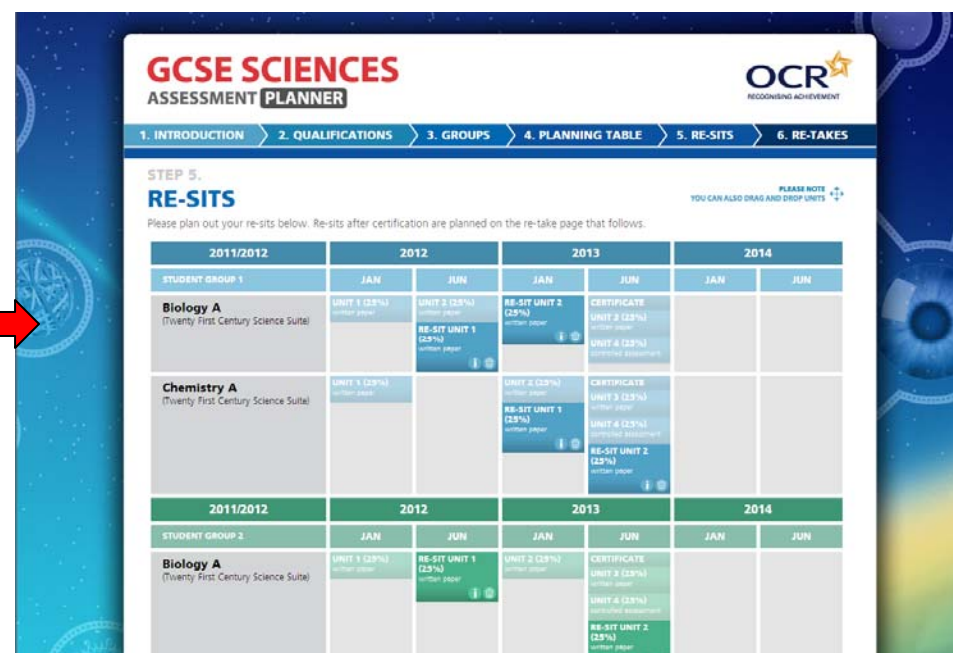 GCSE SCIENCES
ASSESSMENT PLANNER
OCR
RECOGNISING ACHIEVEMENT
1. INTRODUCTION 2. QUALIFICATIONS 3. GROUPS 4. PLANNING TABLE 5. RE-SITS 6. RE-TAKES
STEP 5.
RE-SITS
PLEASE NOTE
YOU CAN ALSO DRAG AND DROP UNITS
Please plan out your re-sits below. Re-sits after certification are planned on the re-take page that follows.
2011/2012 2012 2013 2014
STUDENT GROUP 1 JAN JUN JAN JUN JAN JUN
Biology A
(Twenty First Century Science Suite)
UNIT 1 (25%)
written paper
UNIT 2 (25%)
written paper
RE-SIT UNIT 1
(25%)
written paper
RE-SIT UNIT 2
(25%)
written paper
CERTIFICATE
UNIT 3 (25%)
written paper
UNIT 4 (25%)
controlled assessment
Chemistry A
(Twenty First Century Science Suite)
UNIT 1 (25%)
written paper
UNIT 2 (25%)
written paper
RE-SIT UNIT 1
(25%)
written paper
CERTIFICATE
UNIT 3 (25%)
written paper
UNIT 4 (25%)
controlled assessment
RE-SIT UNIT 2
(25%)
written paper
2011/2012 2012 2013 2014
STUDENT GROUP 2 JAN JUN JAN JUN JAN JUN
Biology A
(Twenty First Century Science Suite)
UNIT 1 (25%)
written paper
RE-SIT UNIT 1
(25%)
written paper
UNIT 2 (25%)
written paper
CERTIFICATE
UNIT 3 (25%)
written paper
UNIT 4 (25%)
controlled assessment
RE-SIT UNIT 2
(25%)
written paper